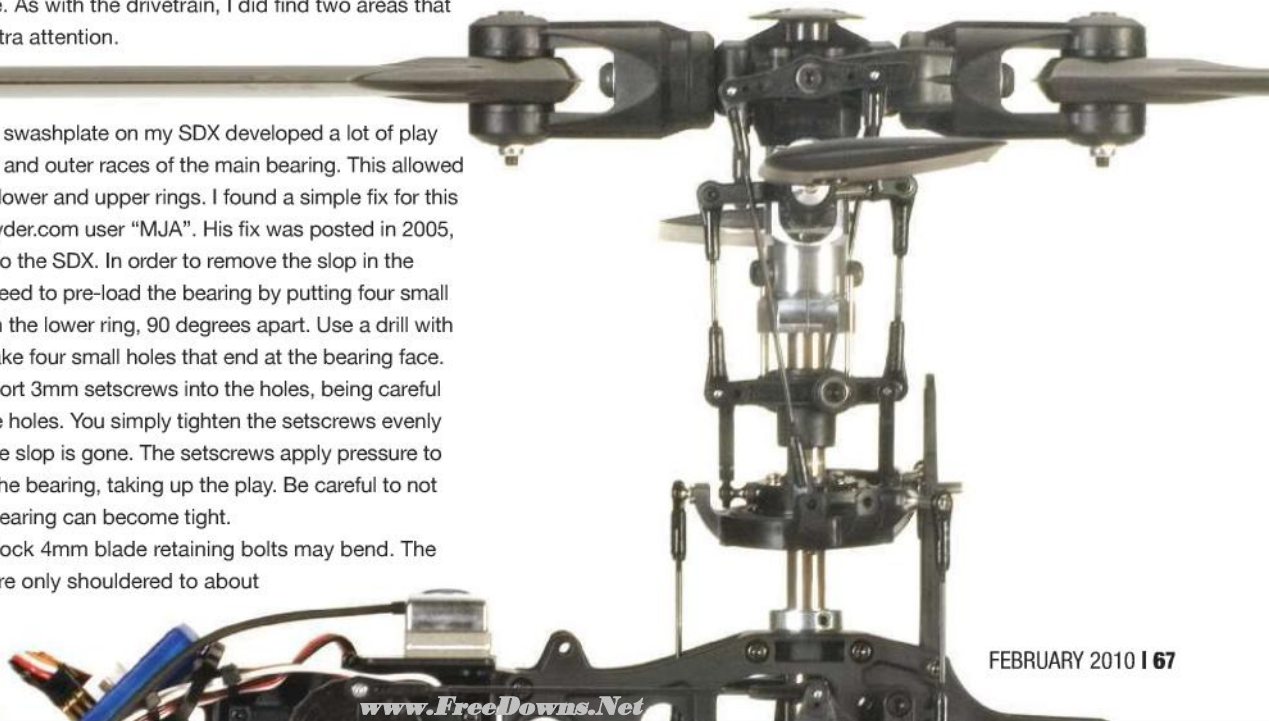 . As with the drivetrain, I did find two areas that
tra attention.
swashplate on my SDX developed a lot of play
and outer races of the main bearing. This allowed
lower and upper rings. I found a simple fix for this
yder.com user “MJA”. His fix was posted in 2005,
o the SDX. In order to remove the slop in the
eed to pre-load the bearing by putting four small
the lower ring, 90 degrees apart. Use a drill with
ake four small holes that end at the bearing face.
ort 3mm setscrews into the holes, being careful
e holes. You simply tighten the setscrews evenly
e slop is gone. The setscrews apply pressure to
he bearing, taking up the play. Be careful to not
earing can become tight.
ock 4mm blade retaining bolts may bend. The
re only shouldered to about
FEBRUARY 2010 | 67
www.FreeDowns.Net